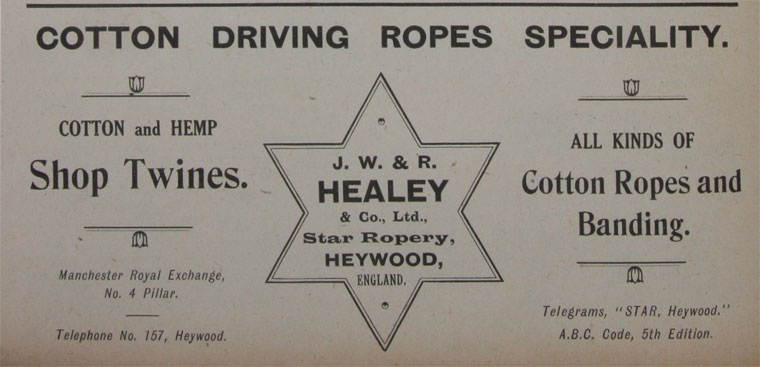 COTTON DRIVING ROPES SPECIALITY.
COTTON and HEMP
Shop Twines.
Manchester Royal Exchange,
No. 4 Pillar.
Telephone No. 157, Heywood.
J. W. & R.
HEALEY
& Co., Ltd.,
Star Ropery,
HEYWOOD,
ENGLAND.
ALL KINDS OF
Cotton Ropes and
Banding.
Telegrams, "STAR, Heywood."
A.B.C. Code, 5th Edition.